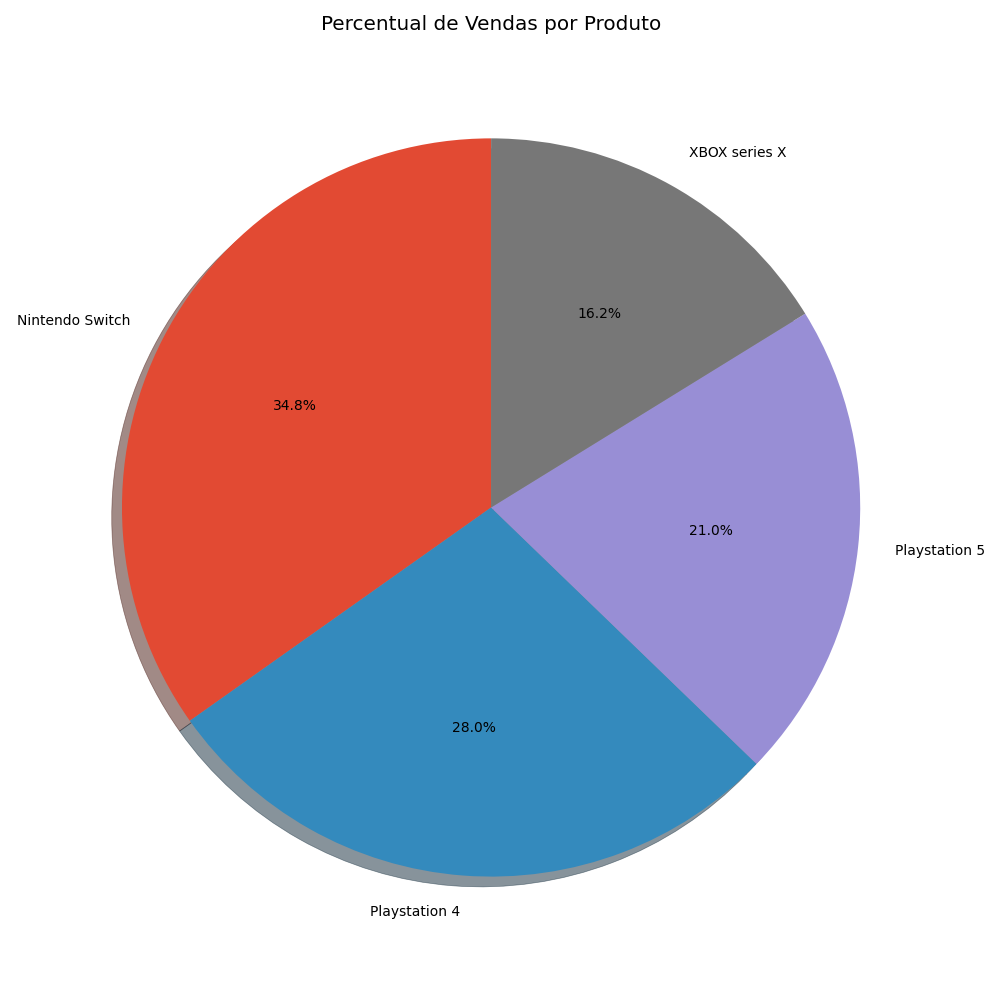 Percentual de Vendas por Produto
XBOX series X
16.2%
Nintendo Switch
34.8%
21.0%
Playstation 5
28.0%
Playstation 4